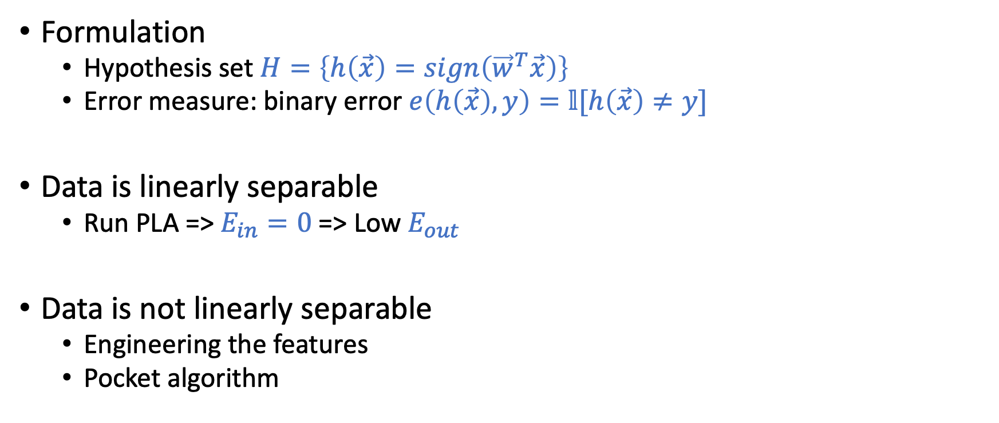 • Formulation
• Hypothesis set $H = \{h(\vec{x}) = sign(\vec{w}^T\vec{x})\}$
• Error measure: binary error $e(h(\vec{x}), y) = \mathbb{I}[h(\vec{x}) \neq y]$
• Data is linearly separable
• Run PLA => $E_{in} = 0$ => Low $E_{out}$
• Data is not linearly separable
• Engineering the features
• Pocket algorithm